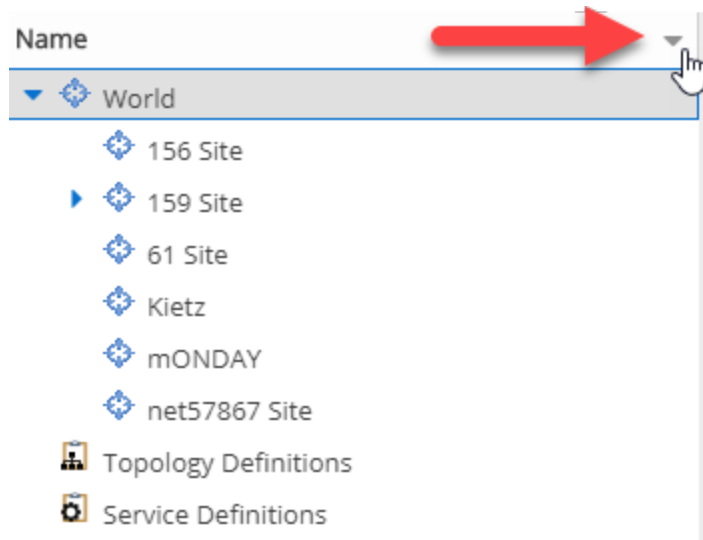 Name
World
156 Site
159 Site
61 Site
Kietz
mONDAY
net57867 Site
Topology Definitions
Service Definitions